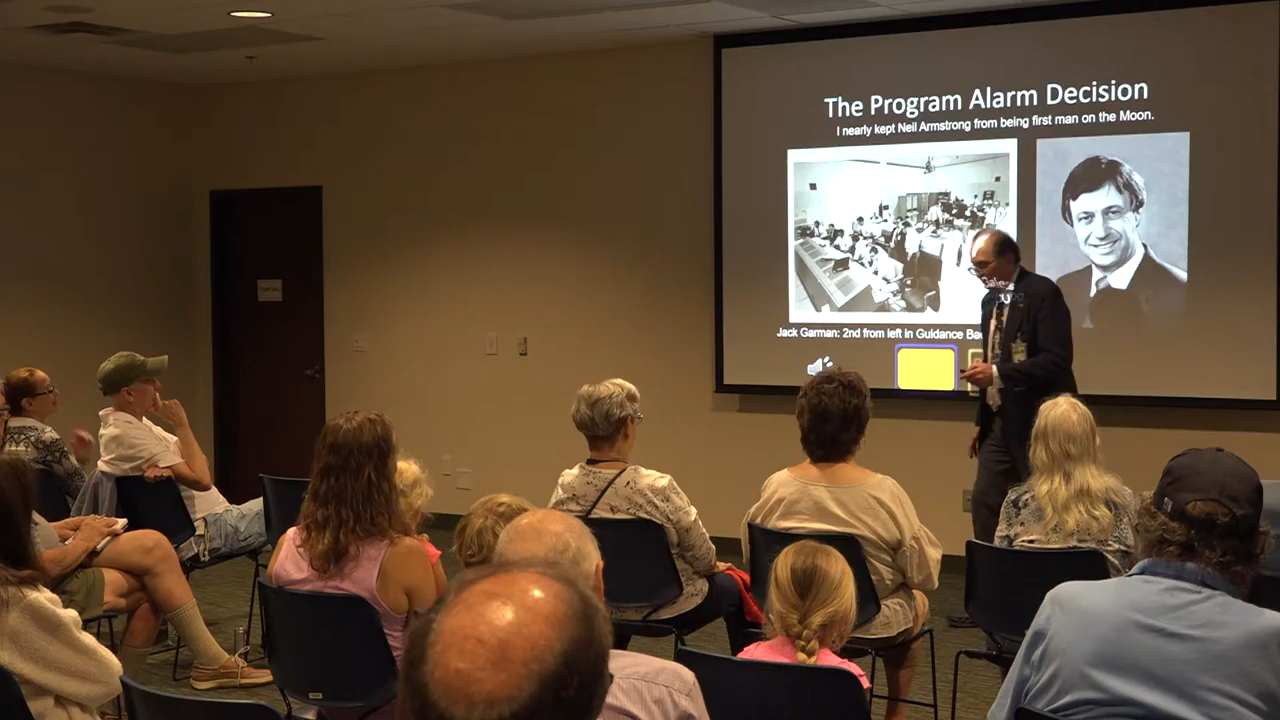 The Program Alarm Decision
I nearly kept Neil Armstrong from being first man on the Moon.
Jack Garman: 2nd from left in Guidance